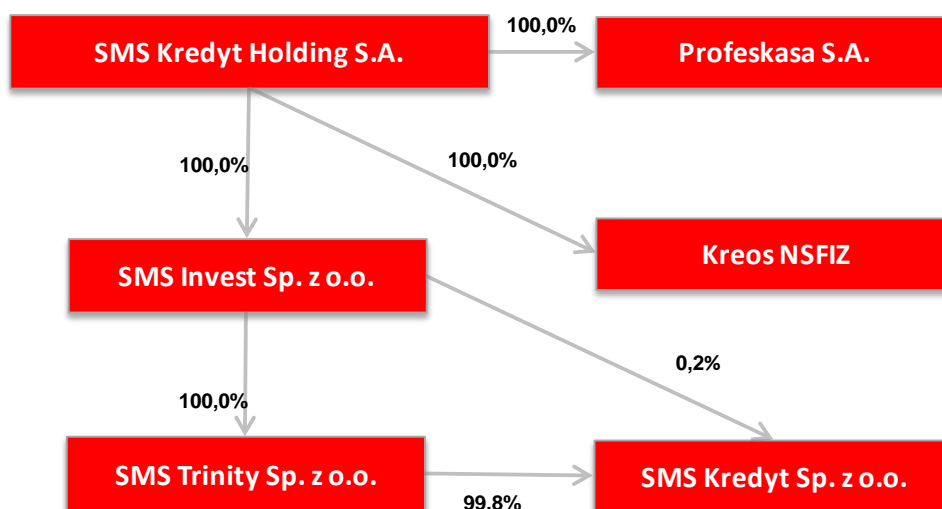 SMS Kredyt Holding S.A.
100,0%
Profeskasa S.A.
100,0%
100,0%
Kreos NSFIZ
SMS Invest Sp. z o.o.
0,2%
100,0%
SMS Trinity Sp. z o.o.
99,8%
SMS Kredyt Sp. z o.o.